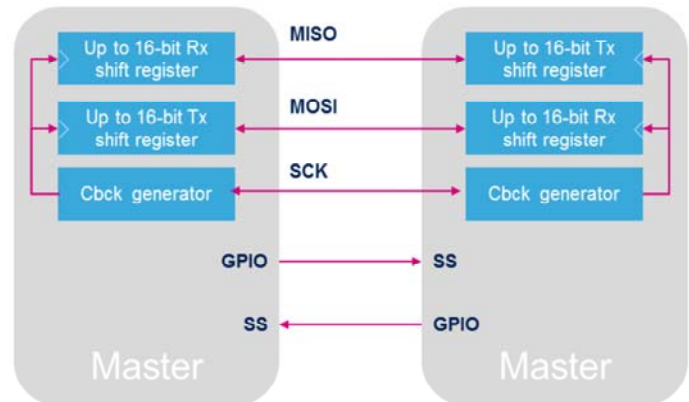 MISO
Up to 16-bit Rx
shift register
Up to 16-bit Tx
shift register
MOSI
Up to 16-bit Tx
shift register
Up to 16-bit Rx
shift register
SCK
Cbck generator
Cbck generator
GPIO
SS
SS
GPIO
Master
Master